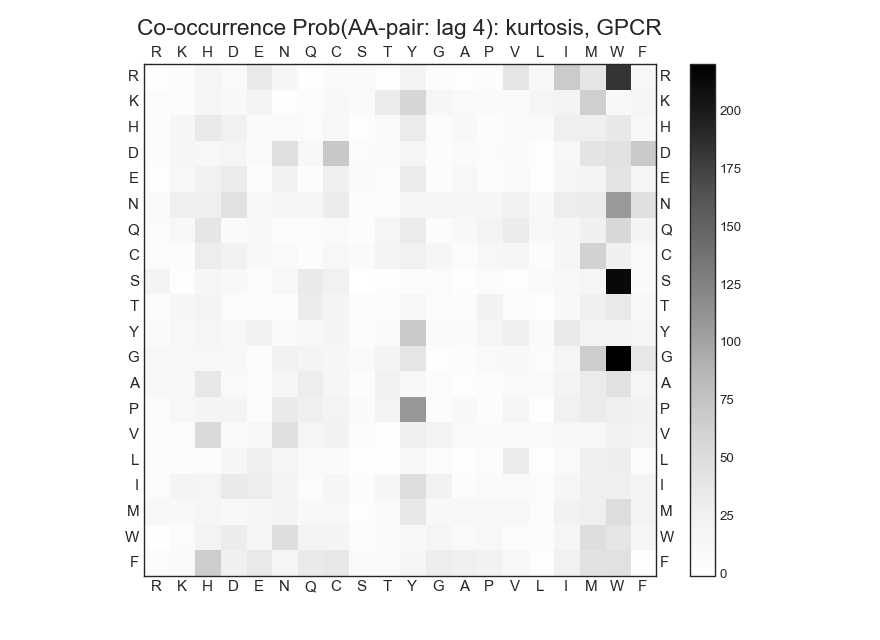 Co-occurrence Prob(AA-pair: lag 4): kurtosis, GPCR
R K H D E N Q C S T Y G A P V L I M W F
R R
K K
H H
D D
E E
N N
Q Q
C C
S S
T T
Y Y
G G
A A
P P
V V
L L
I I
M M
W W
F F
R K H D E N Q C S T Y G A P V L I M W F
200
175
150
125
100
75
50
25
0